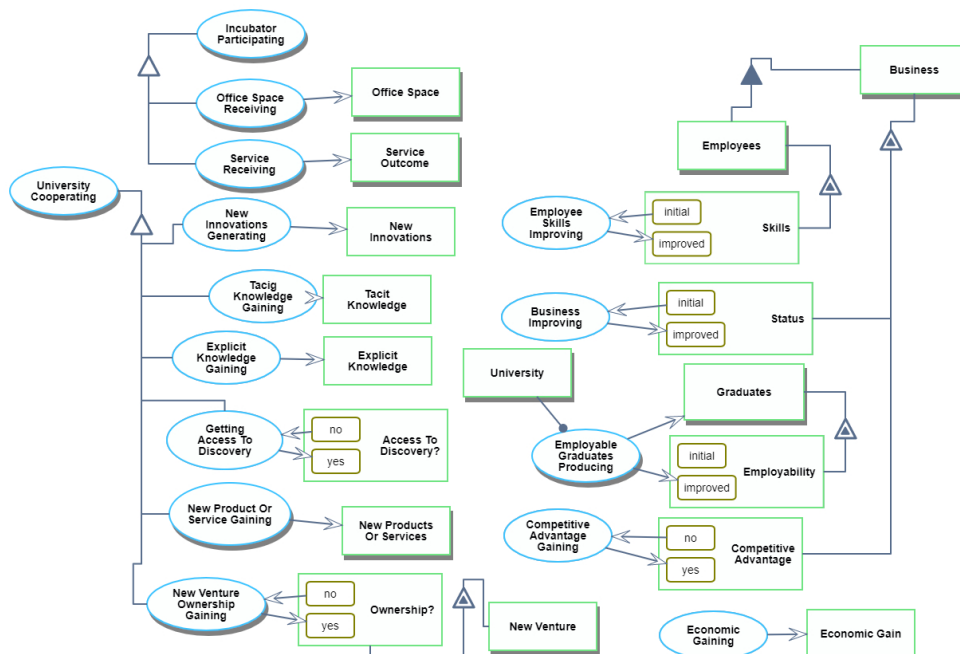 Incubator
Participating
Office Space
Receiving
Office Space
Service
Receiving
Service
Outcome
University
Cooperating
New
Innovations
Generating
New
Innovations
Tacig
Knowledge
Gaining
Tacit
Knowledge
Explicit
Knowledge
Gaining
Explicit
Knowledge
Getting
Access To
Discovery
no
yes
Access To
Discovery?
New Product Or
Service Gaining
New Products
Or Services
New Venture
Ownership
Gaining
no
yes
Ownership?
New Venture
Business
Employees
Employee
Skills
Improving
initial
improved
Skills
Business
Improving
initial
improved
Status
University
Graduates
Employable
Graduates
Producing
initial
improved
Employability
Competitive
Advantage
Gaining
no
yes
Competitive
Advantage
Economic
Gaining
Economic Gain